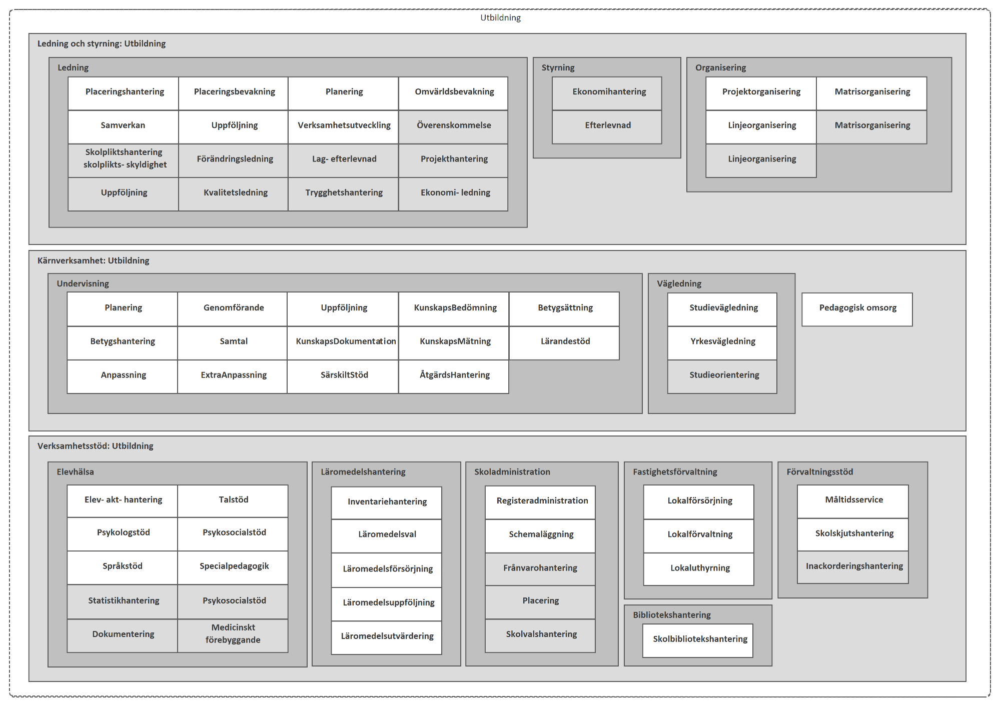 Utbildning
Ledning och styrning: Utbildning
Ledning
Placeringshantering
Placeringsbevakning
Planering
Omvärldsbevakning
Samverkan
Uppföljning
Verksamhetsutveckling
Överenskommelse
Skolpliktshantering
skolplikts- skyldighet
Förändringsledning
Lag- efterlevnad
Projekthantering
Uppföljning
Kvalitetsledning
Trygghetshantering
Ekonomi- ledning
Styrning
Ekonomihantering
Efterlevnad
Organisering
Projektorganisering
Matrisorganisering
Linjeorganisering
Matrisorganisering
Linjeorganisering
Kärnverksamhet: Utbildning
Undervisning
Planering
Genomförande
Uppföljning
KunskapsBedömning
Betygsättning
Betygshantering
Samtal
KunskapsDokumentation
KunskapsMätning
Lärandestöd
Anpassning
ExtraAnpassning
SärskiltStöd
ÅtgärdsHantering
Vägledning
Studievägledning
Yrkesvägledning
Studieorientering
Pedagogisk omsorg
Verksamhetsstöd: Utbildning
Elevhälsa
Elev- akt- hantering
Talstöd
Psykologstöd
Psykosocialstöd
Språkstöd
Specialpedagogik
Statistikhantering
Psykosocialstöd
Dokumentering
Medicinskt
förebyggande
Läromedelshantering
Inventariehantering
Läromedelsval
Läromedelsförsörjning
Läromedelsuppföljning
Läromedelsutvärdering
Skoladministration
Registeradministration
Schemaläggning
Frånvarohantering
Placering
Skolvalshantering
Fastighetsförvaltning
Lokalförsörjning
Lokalförvaltning
Lokaluthyrning
Bibliotekshantering
Skolbibliotekshantering
Förvaltningsstöd
Måltidsservice
Skolskjutshantering
Inackorderingshantering